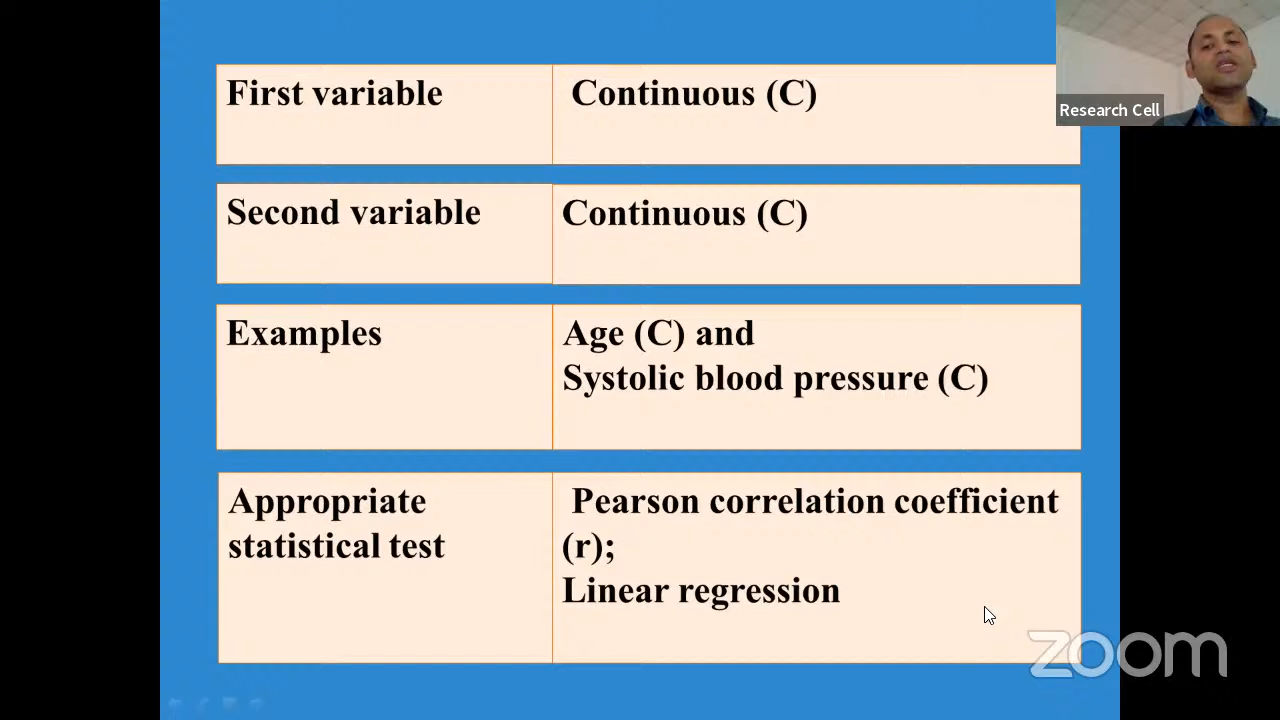 First variable
Continuous (C)
Research Cell
Second variable
Continuous (C)
Examples
Age (C) and
Systolic blood pressure (C)
Appropriate
statistical test
Pearson correlation coefficient
(r);
Linear regression
zoom